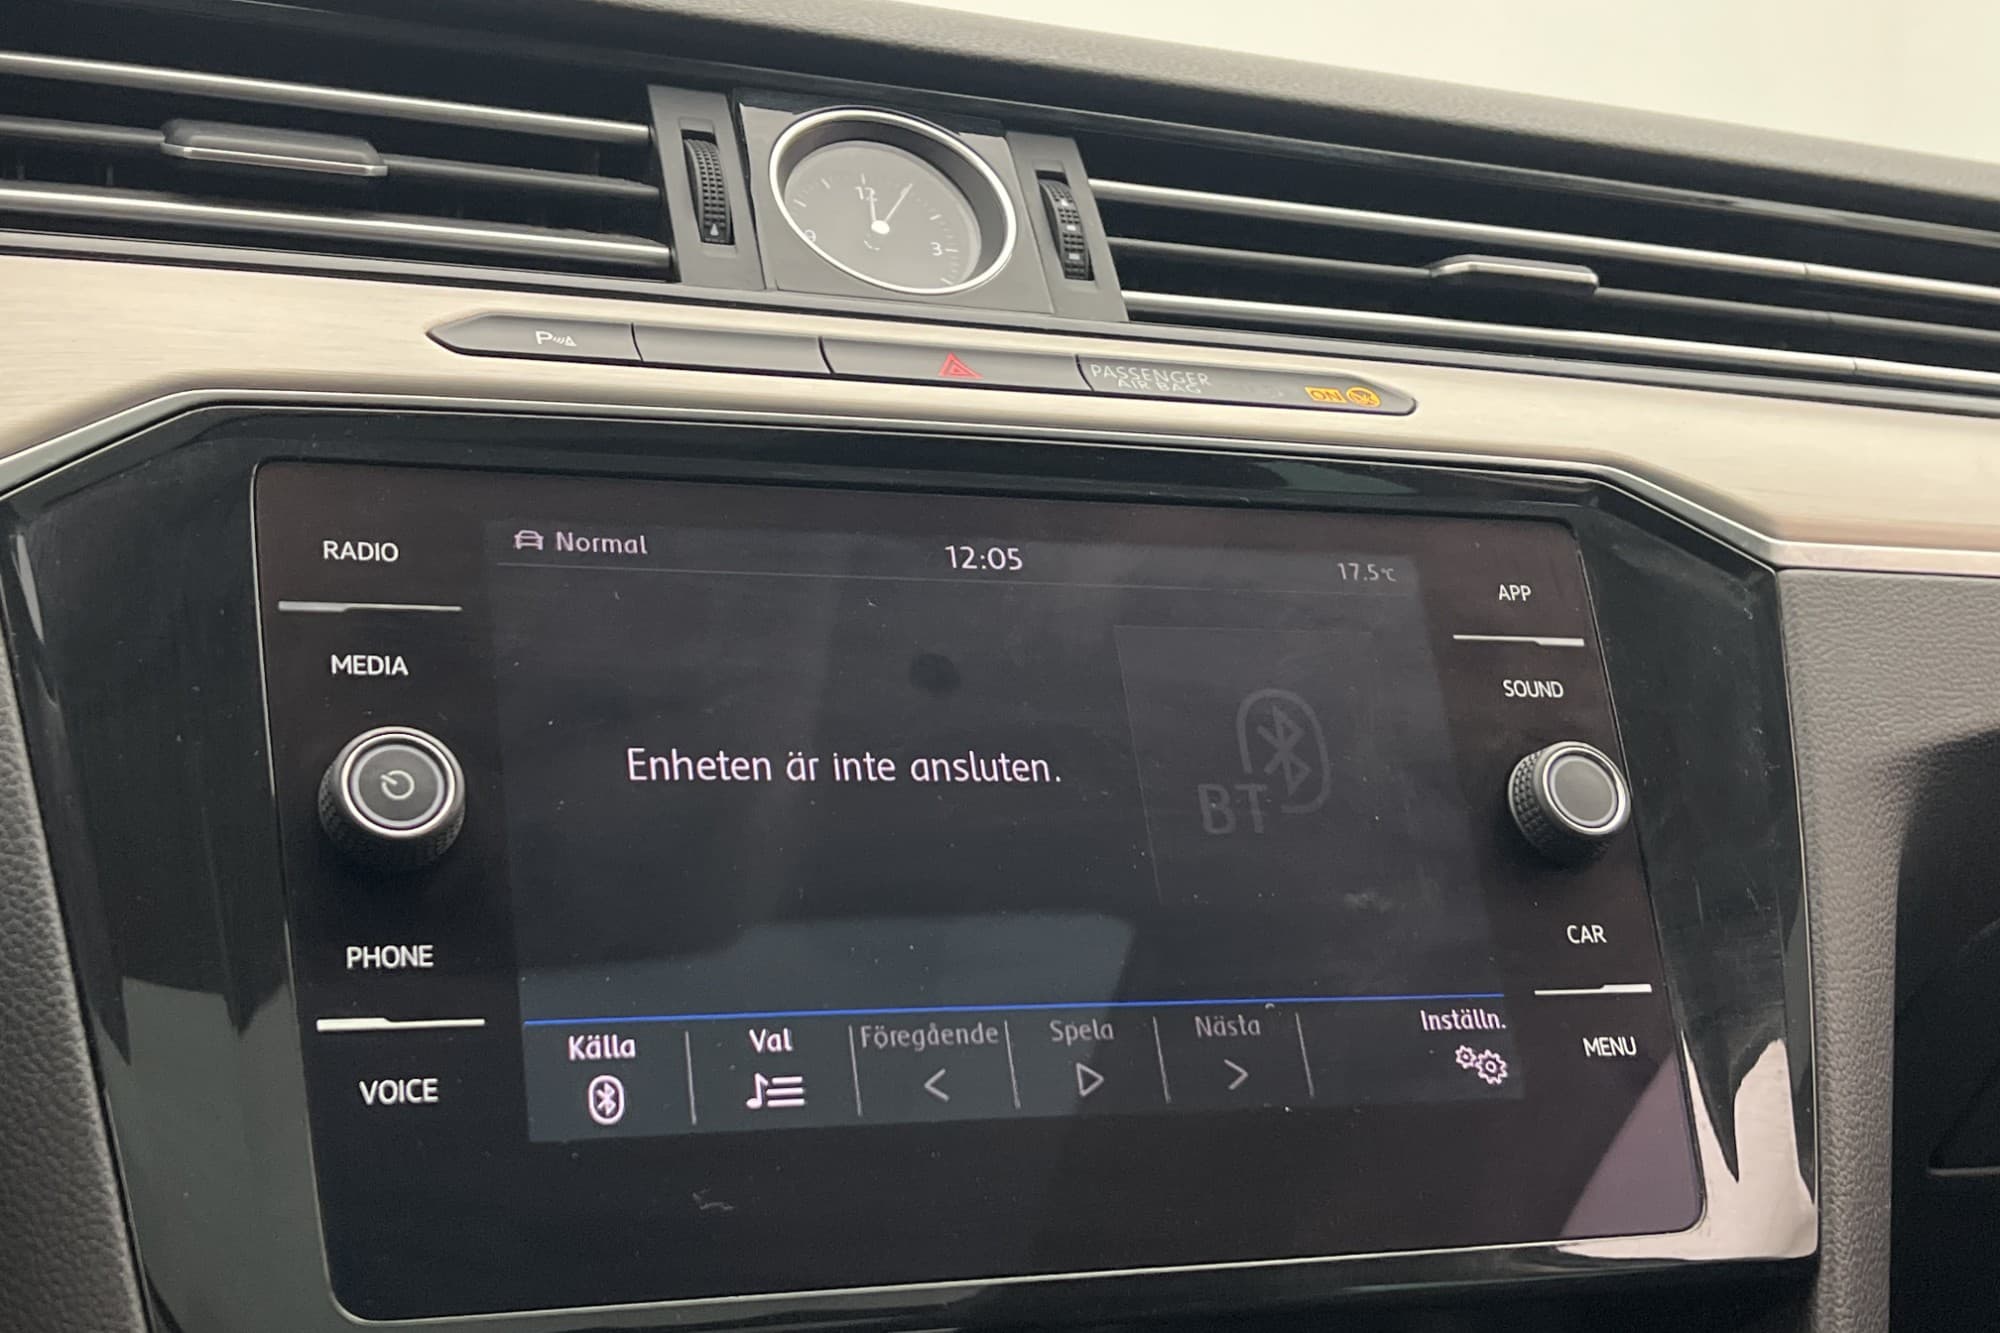 12
9
3
P
PASSENGER
AIR BAG
ON
RADIO
MEDIA
PHONE
VOICE
Normal
12:05
17.5°C
Enheten är inte ansluten.
BT
Källa
Val
Föregående
Spela
Nästa
Inställn.
APP
SOUND
CAR
MENU